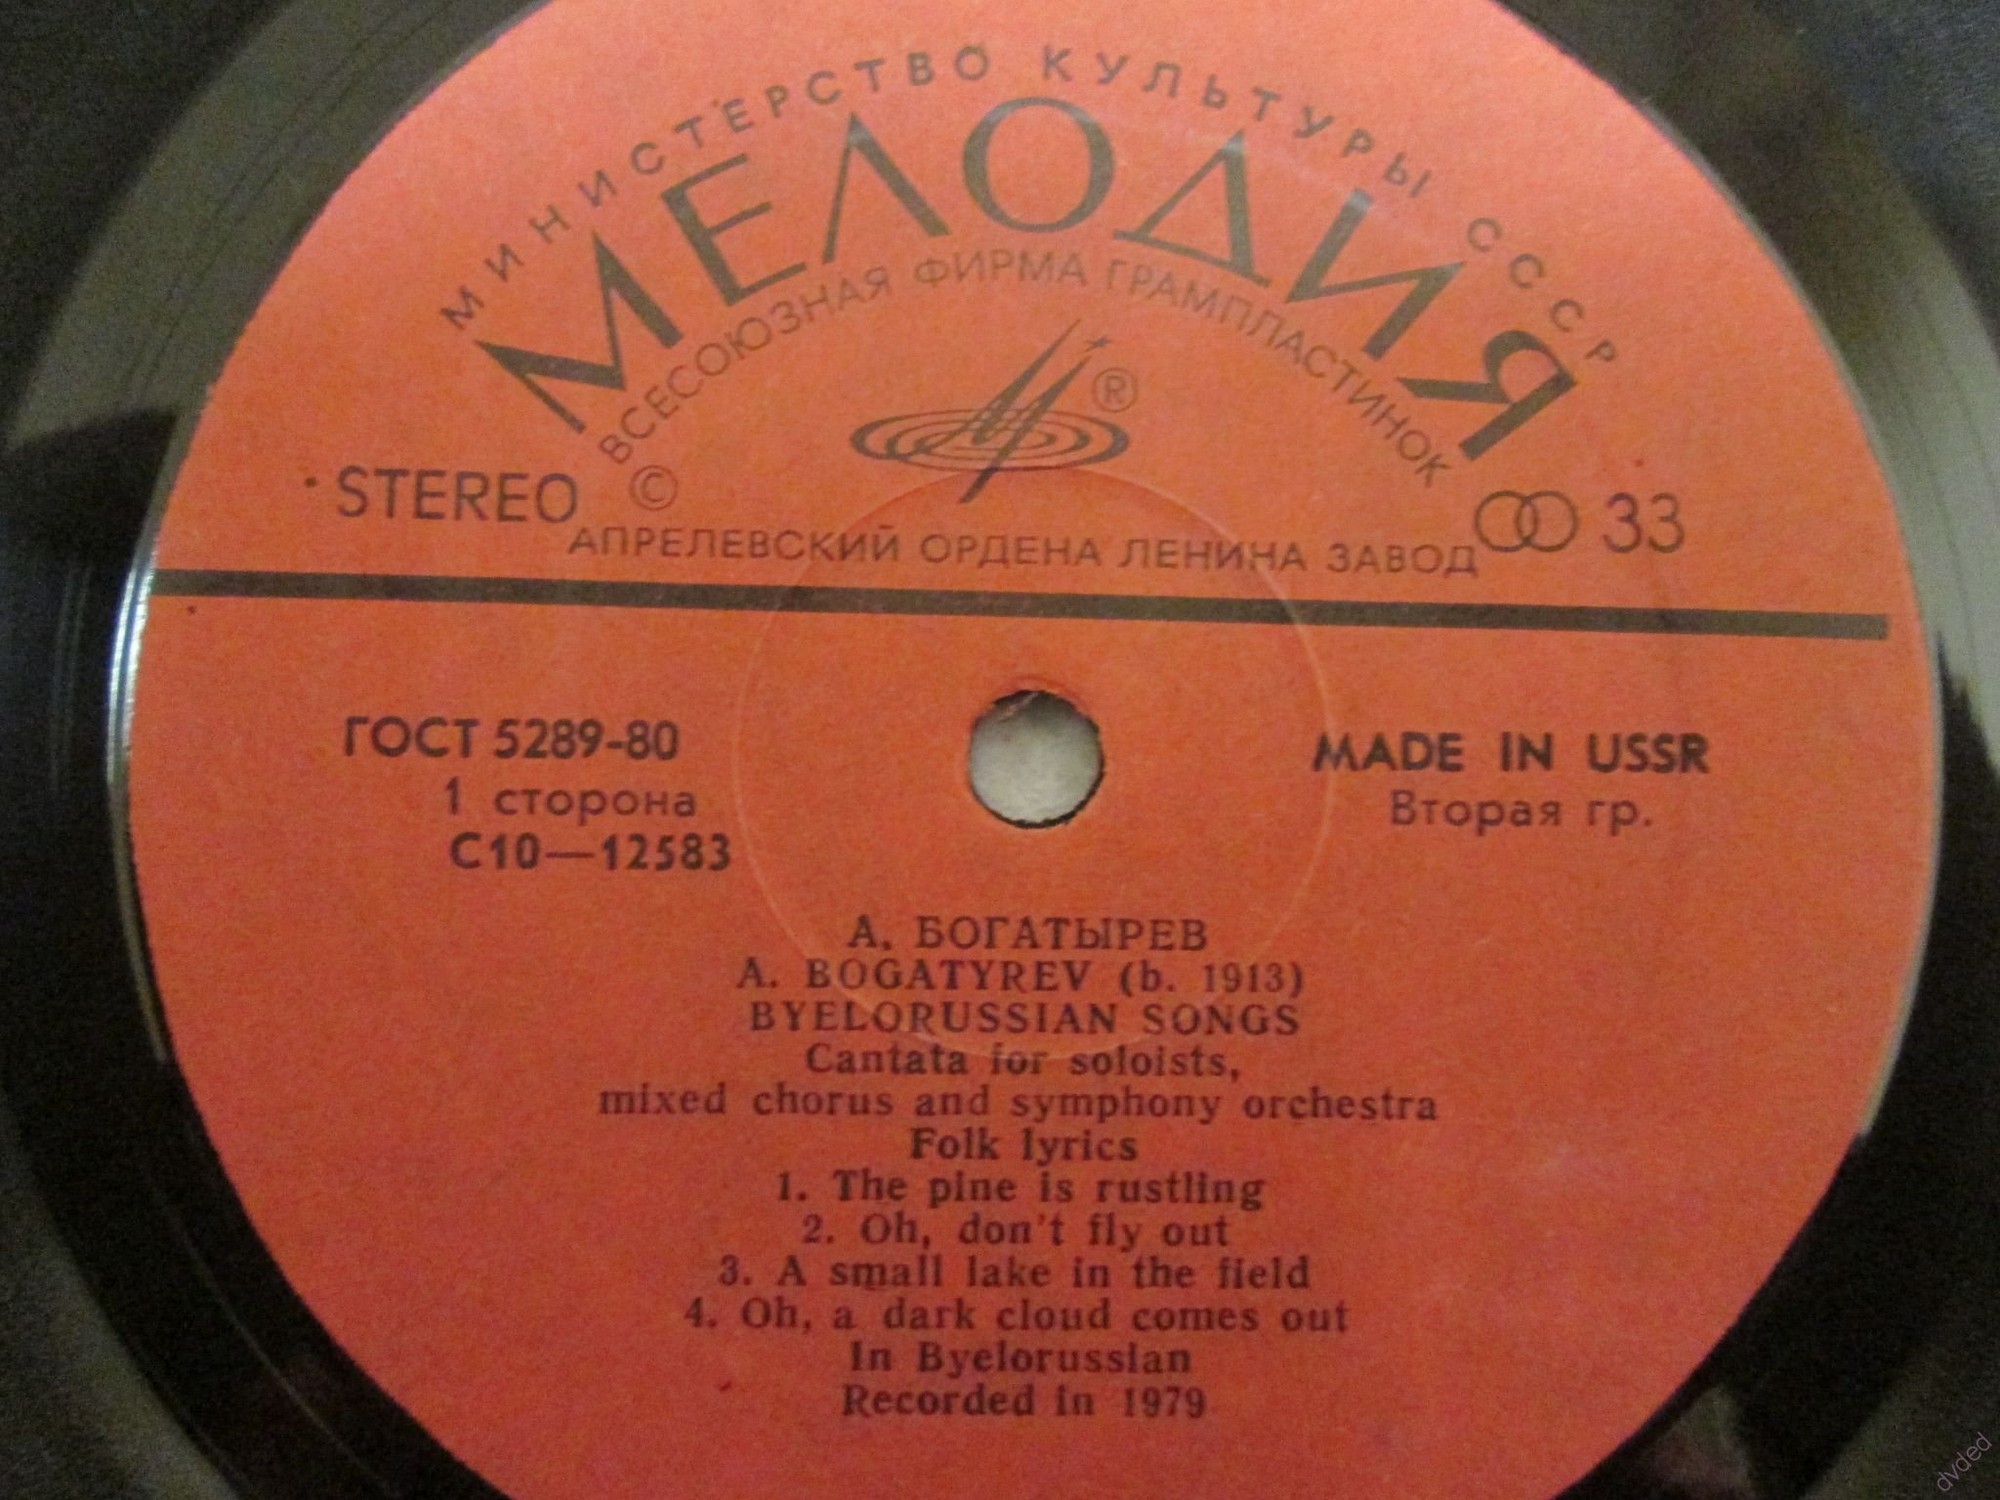 МИНИСТЕРСТВО КУЛЬТУРЫ СССР
МЕЛОДИЯ
ВСЕСОЮЗНАЯ ФИРМА ГРАМПЛАСТИНОК
®
STEREO ©
33
АПРЕЛЕВСКИЙ ОРДЕНА ЛЕНИНА ЗАВОД
ГОСТ 5289-80
1 сторона
С10—12583
MADE IN USSR
Вторая гр.
А. БОГАТЫРЕВ
A. BOGATYREV (b. 1913)
BYELORUSSIAN SONGS
Cantata for soloists,
mixed chorus and symphony orchestra
Folk lyrics
1. The pine is rustling
2. Oh, don't fly out
3. A small lake in the field
4. Oh, a dark cloud comes out
In Byelorussian
Recorded in 1979
dvded